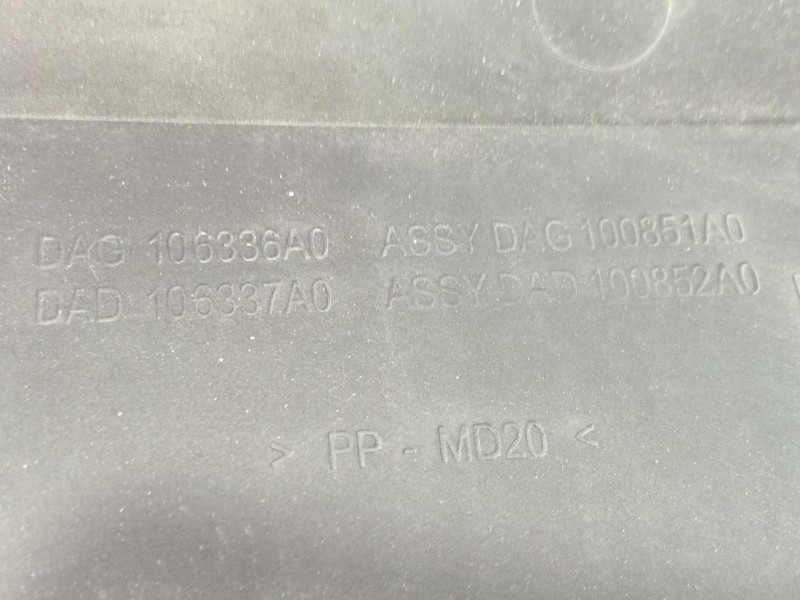 DAG 106336A0 ASSY DAG 100851A0
DAD 106337A0 ASSY DAD 100852A0
> PP - MD20 <